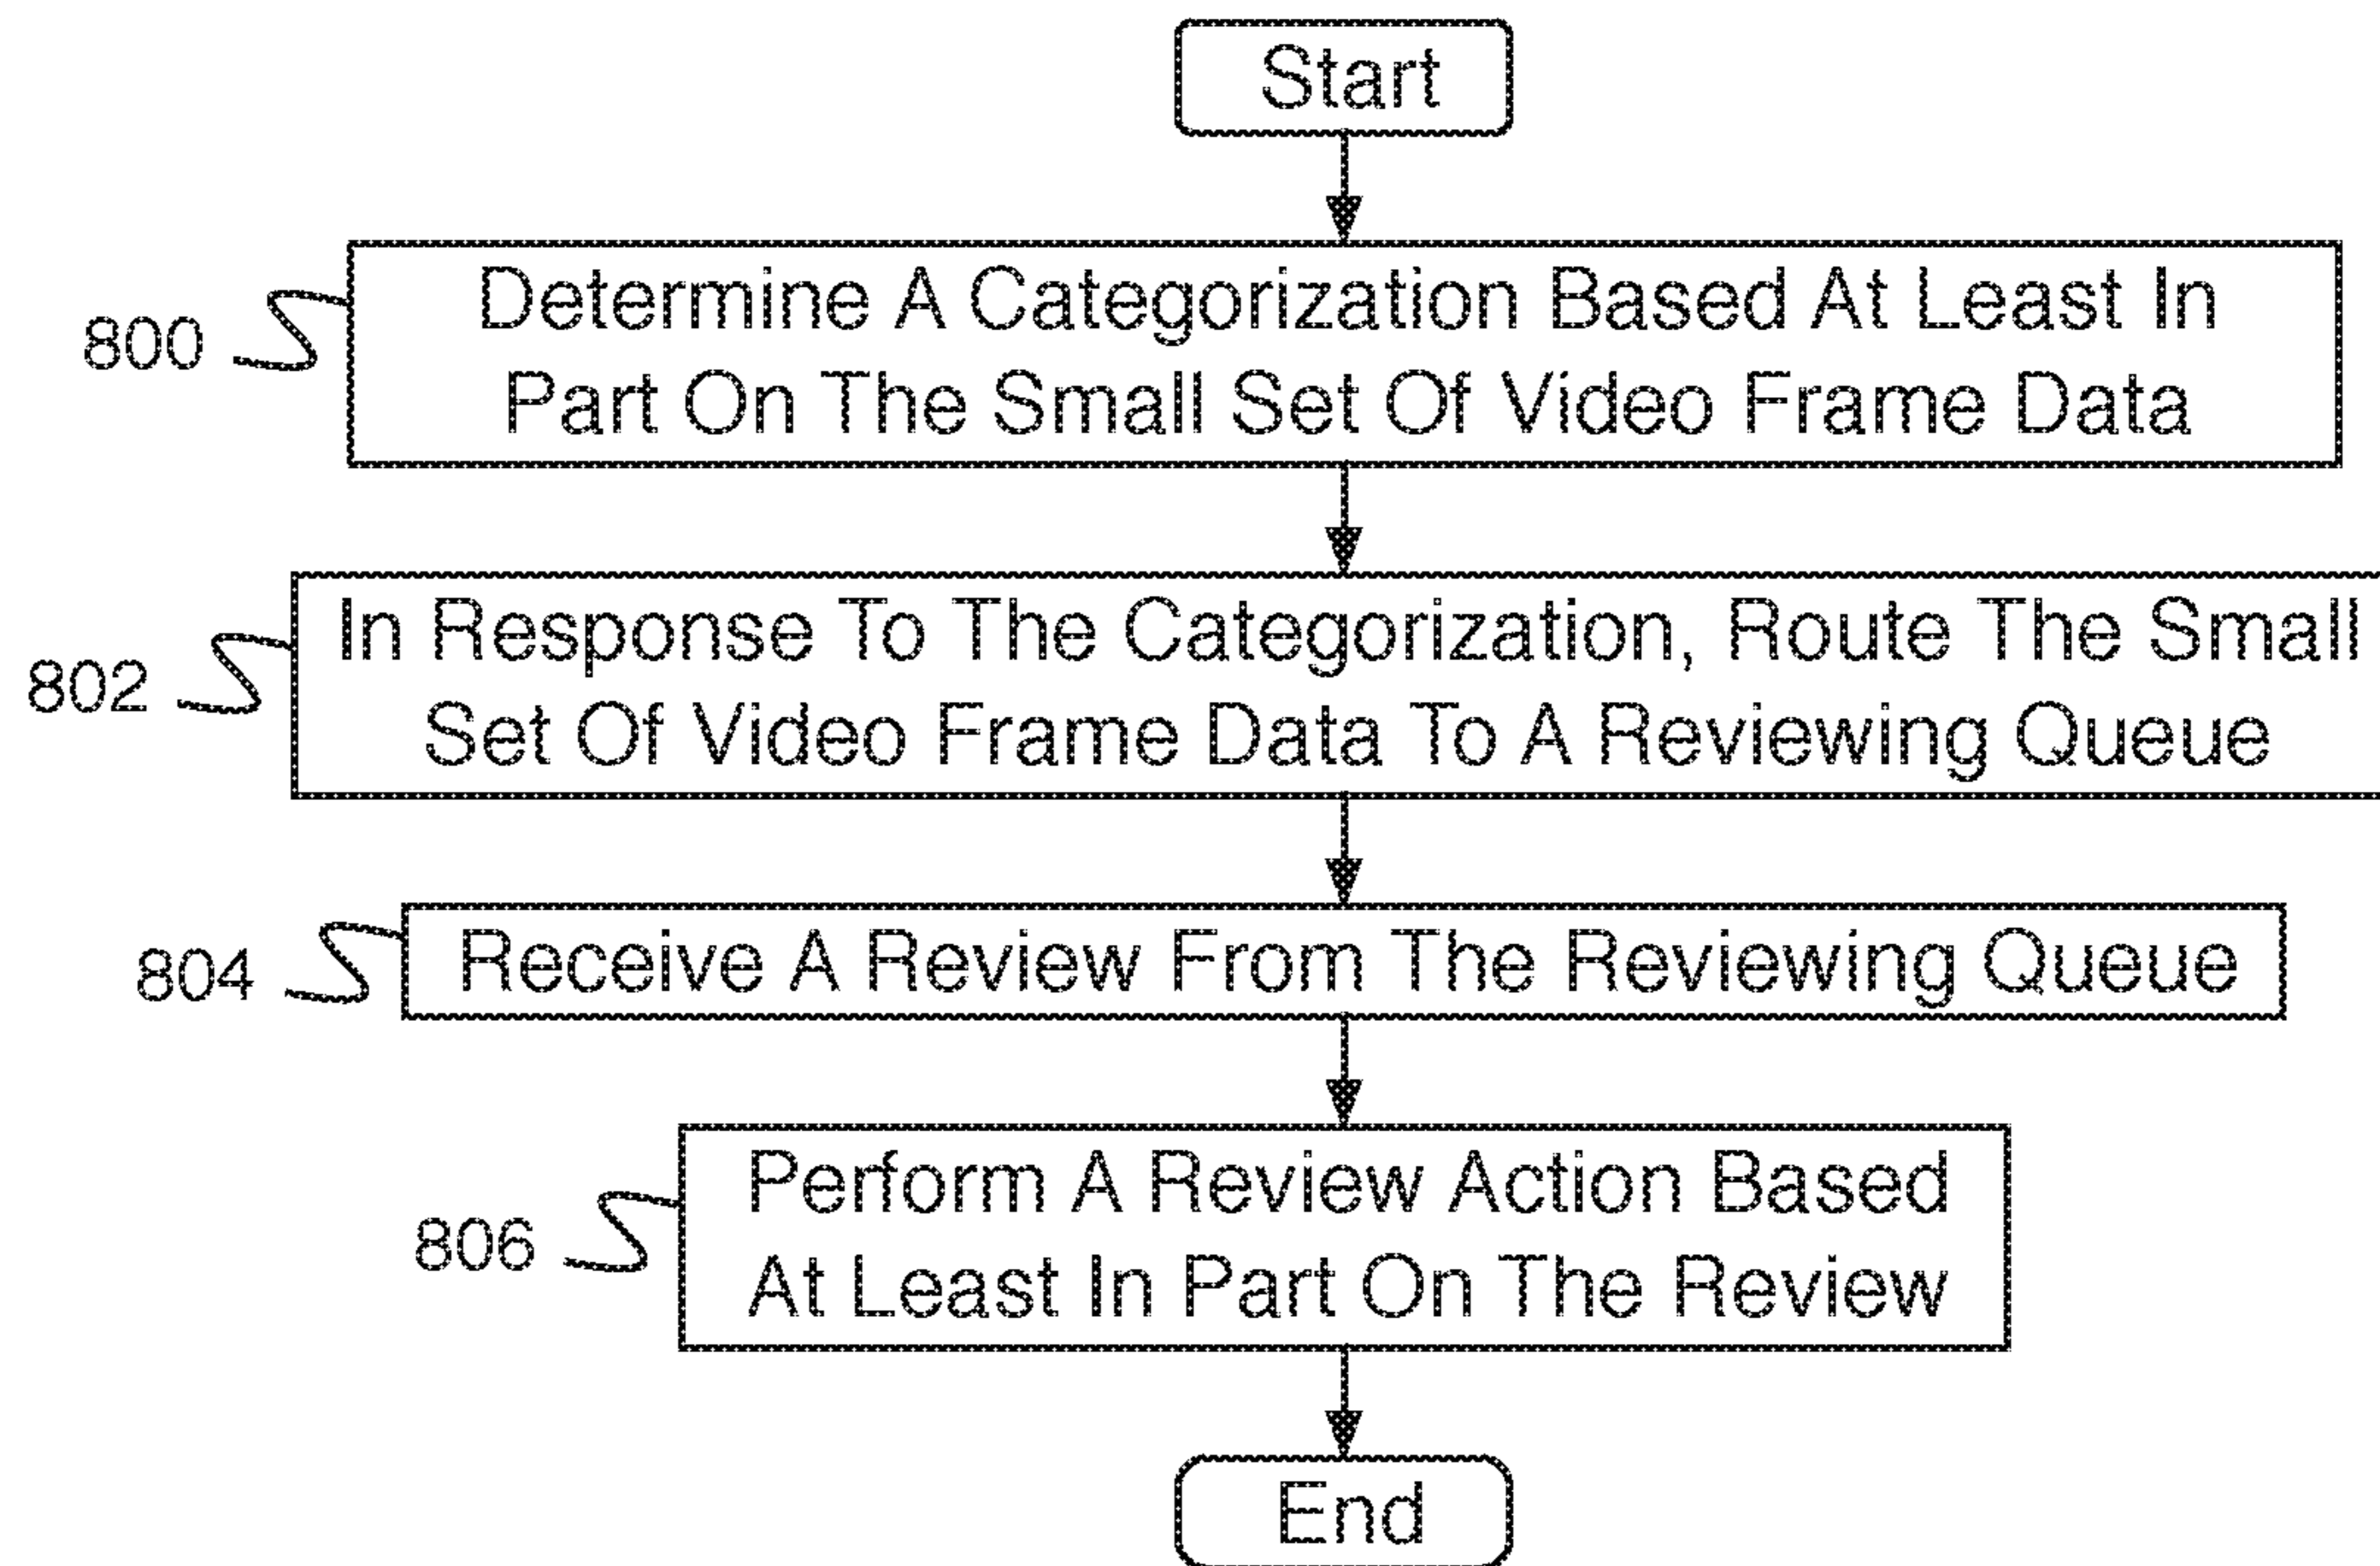 Start
800
Determine A Categorization Based At Least In
Part On The Small Set Of Video Frame Data
802
In Response To The Categorization, Route The Small
Set Of Video Frame Data To A Reviewing Queue
804
Receive A Review From The Reviewing Queue
806
Perform A Review Action Based
At Least In Part On The Review
End